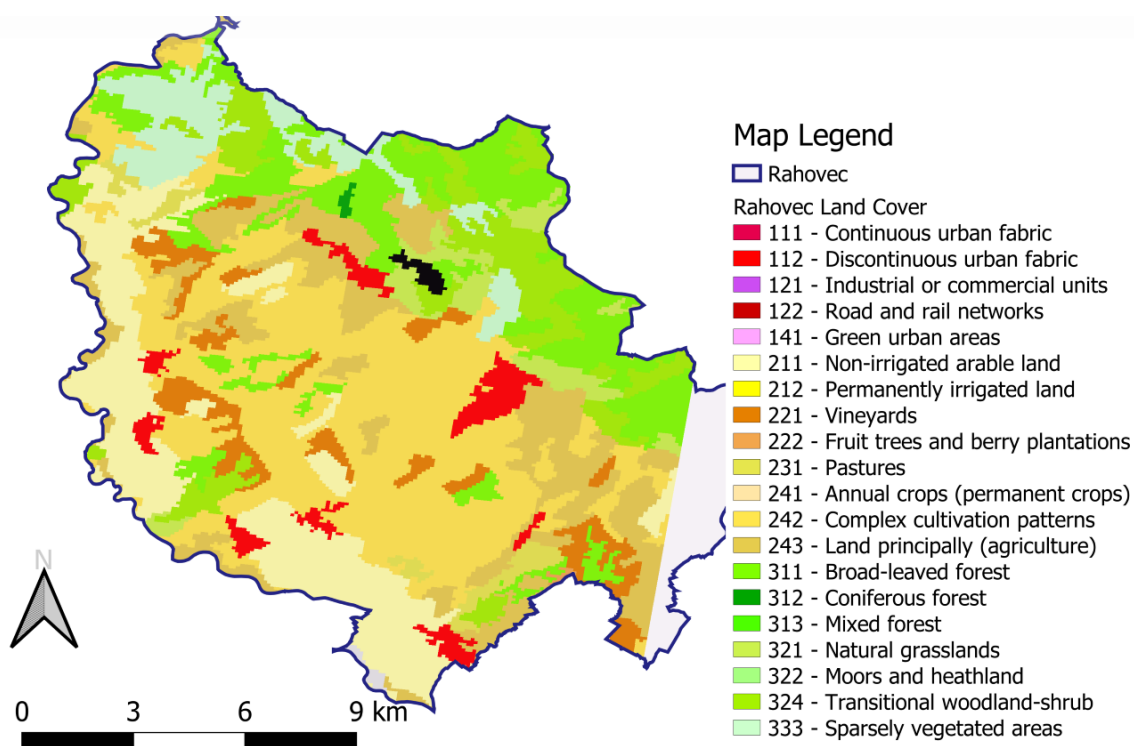 Map Legend
Rahovec
Rahovec Land Cover
111 - Continuous urban fabric
112 - Discontinuous urban fabric
121 - Industrial or commercial units
122 - Road and rail networks
141 - Green urban areas
211 - Non-irrigated arable land
212 - Permanently irrigated land
221 - Vineyards
222 - Fruit trees and berry plantations
231 - Pastures
241 - Annual crops (permanent crops)
242 - Complex cultivation patterns
243 - Land principally (agriculture)
311 - Broad-leaved forest
312 - Coniferous forest
313 - Mixed forest
321 - Natural grasslands
322 - Moors and heathland
324 - Transitional woodland-shrub
333 - Sparsely vegetated areas
N
0 3 6 9 km